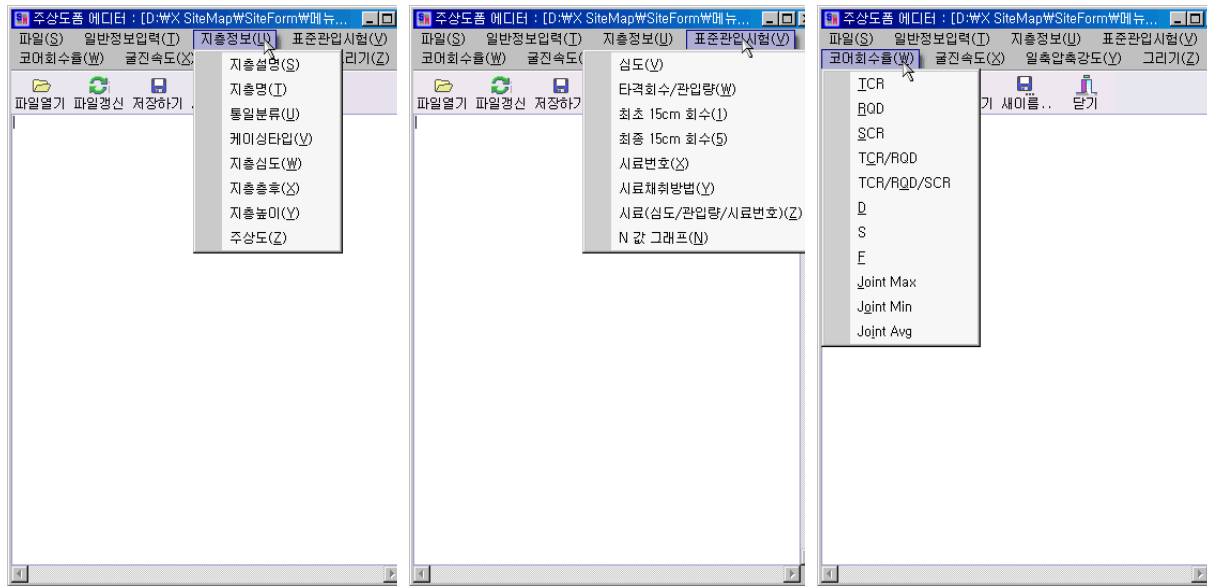 주상도폼 에디터 : [D:₩X SiteMap₩SiteForm₩메뉴...
파일(S) 일반정보입력(T) 지층정보(U) 표준관입시험(V)
코어회수율(W) 굴진속도(X) 그리기(Z)
파일열기 파일갱신 저장하기
지층설명(S)
지층명(T)
통일분류(U)
케이싱타입(V)
지층심도(W)
지층층후(X)
지층높이(Y)
주상도(Z)
주상도폼 에디터 : [D:₩X SiteMap₩SiteForm₩메뉴...
파일(S) 일반정보입력(T) 지층정보(U) 표준관입시험(V)
코어회수율(W) 굴진속도(
파일열기 파일갱신 저장하기
심도(V)
타격회수/관입량(W)
최초 15cm 회수(1)
최종 15cm 회수(5)
시료번호(X)
시료채취방법(Y)
시료(심도/관입량/시료번호)(Z)
N 값 그래프(N)
주상도폼 에디터 : [D:₩X SiteMap₩SiteForm₩메뉴...
파일(S) 일반정보입력(T) 지층정보(U) 표준관입시험(V)
코어회수율(W) 굴진속도(X) 일축압축강도(Y) 그리기(Z)
기 새이름.. 닫기
TCR
RQD
SCR
TCR/RQD
TCR/RQD/SCR
D
S
F
Joint Max
Joint Min
Joint Avg